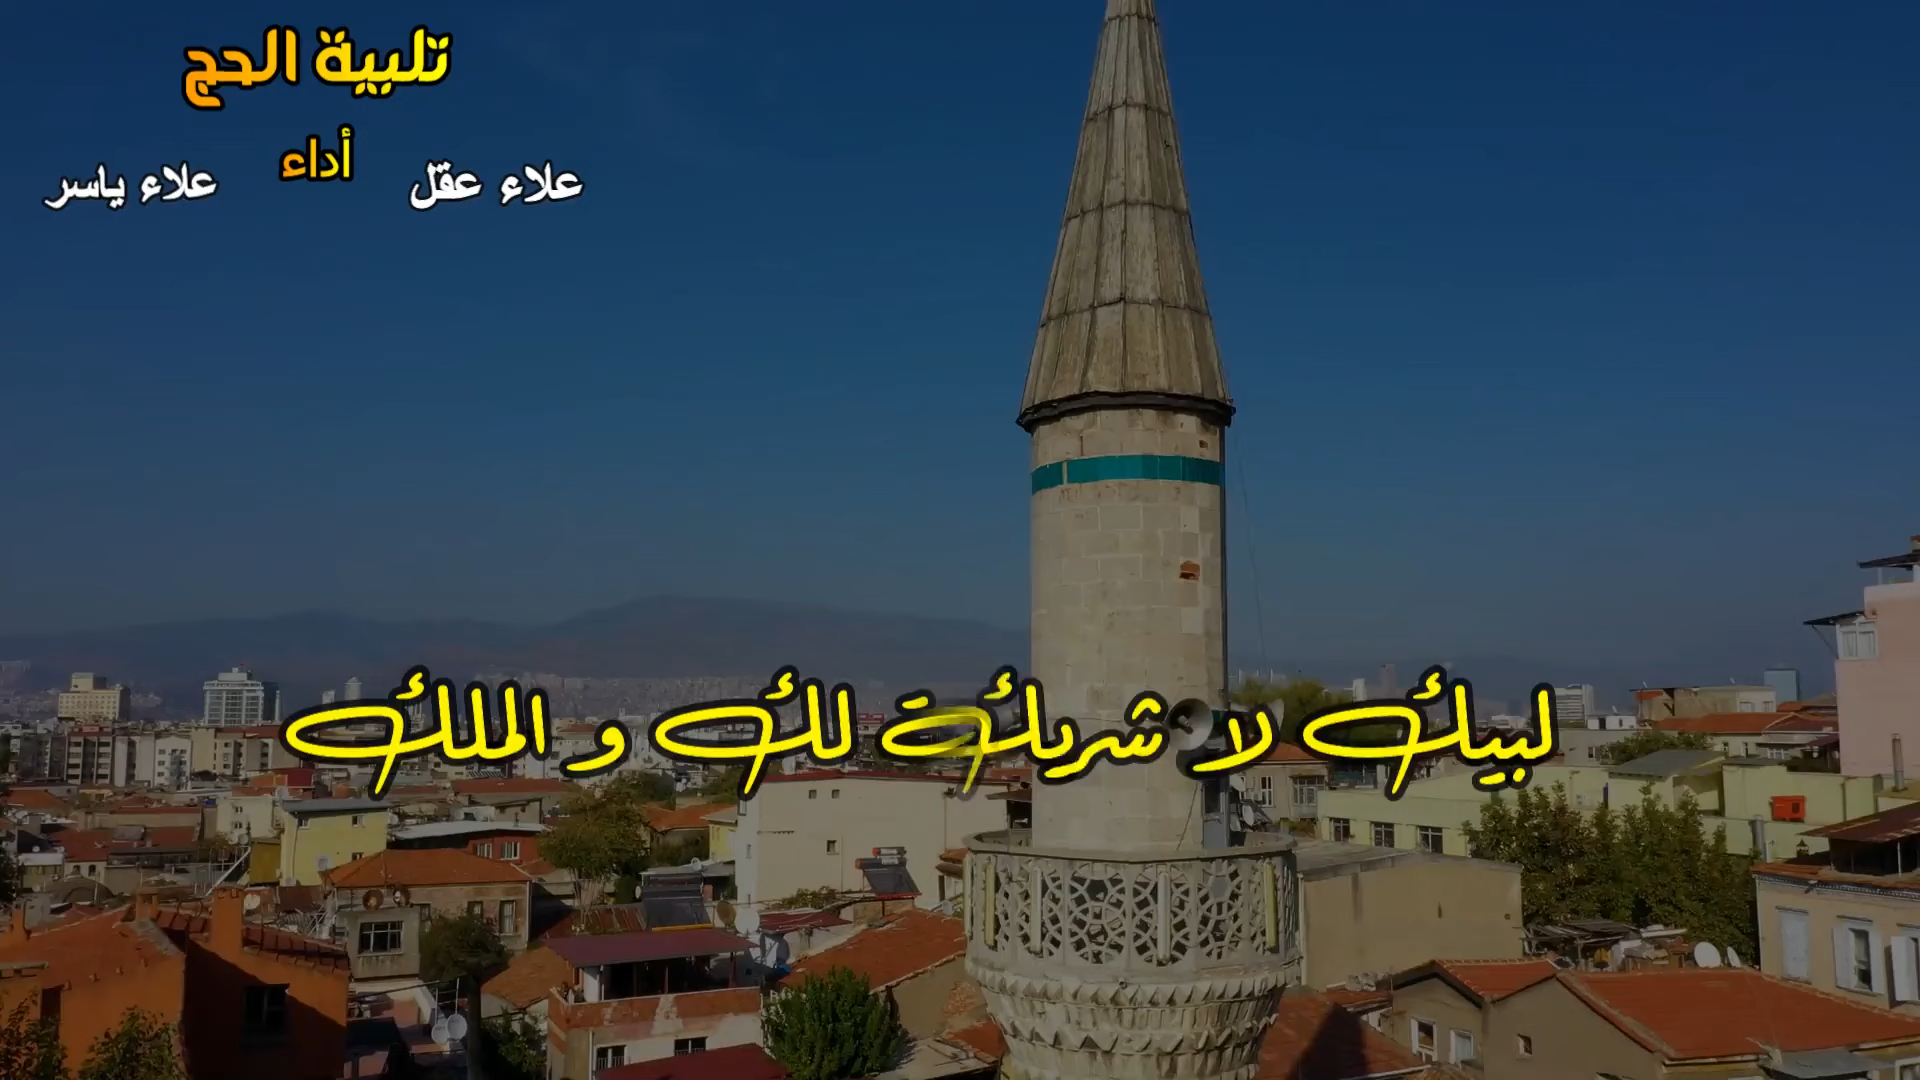 تلبية الحج
أداء
علاء عقل علاء ياسر
لبيك لا شريك لك و الملك